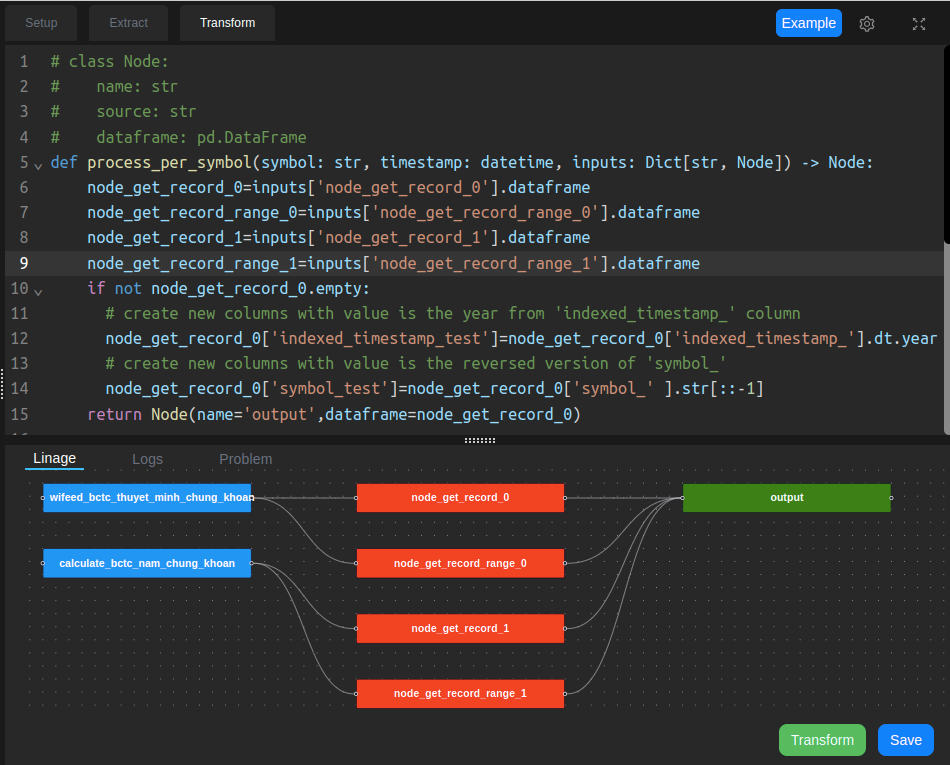 Setup Extract Transform Example
1 # class Node:
2 #    name: str
3 #    source: str
4 #    dataframe: pd.DataFrame
5 def process_per_symbol(symbol: str, timestamp: datetime, inputs: Dict[str, Node]) -> Node:
6     node_get_record_0=inputs['node_get_record_0'].dataframe
7     node_get_record_range_0=inputs['node_get_record_range_0'].dataframe
8     node_get_record_1=inputs['node_get_record_1'].dataframe
9     node_get_record_range_1=inputs['node_get_record_range_1'].dataframe
10     if not node_get_record_0.empty:
11       # create new columns with value is the year from 'indexed_timestamp_' column
12       node_get_record_0['indexed_timestamp_test']=node_get_record_0['indexed_timestamp_'].dt.year
13       # create new columns with value is the reversed version of 'symbol_'
14       node_get_record_0['symbol_test']=node_get_record_0['symbol_' ].str[::-1]
15     return Node(name='output',dataframe=node_get_record_0)
Linage Logs Problem
wifeed_bctc_thuyet_minh_chung_khoan node_get_record_0 output
calculate_bctc_nam_chung_khoan node_get_record_range_0
node_get_record_1
node_get_record_range_1
Transform Save